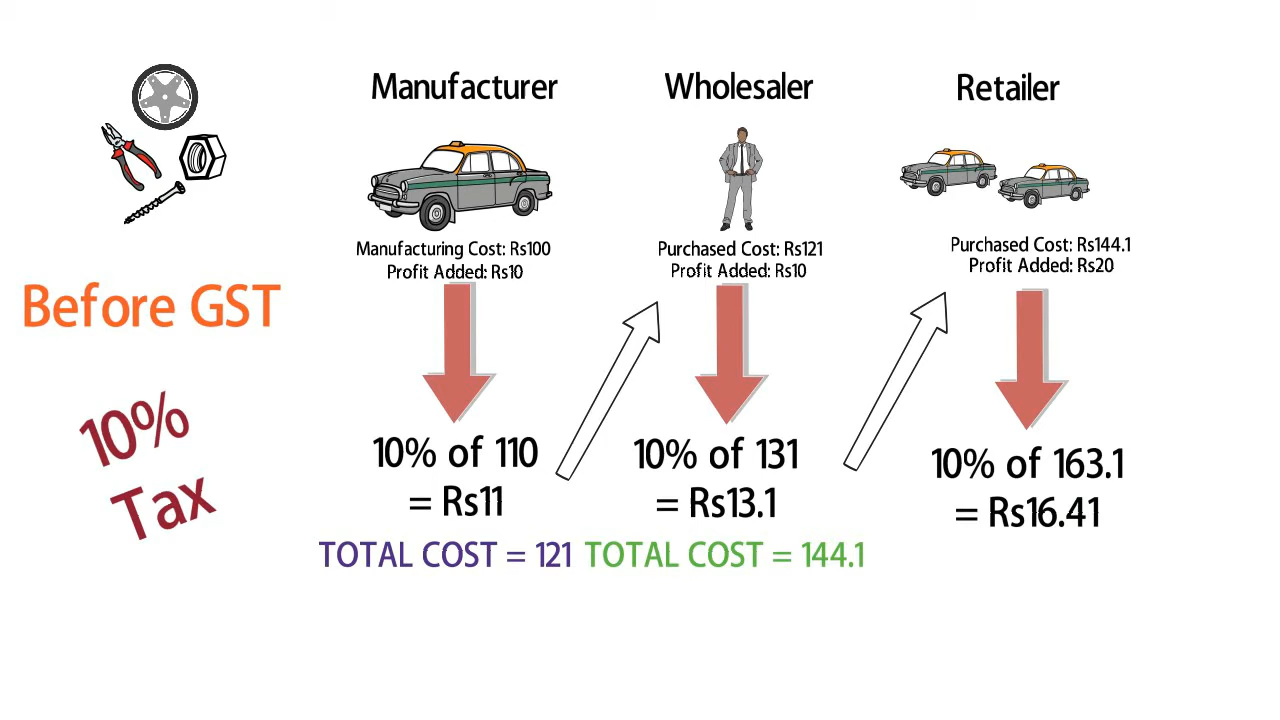 Manufacturer
Wholesaler
Retailer
Manufacturing Cost: Rs100
Profit Added: Rs10
Purchased Cost: Rs121
Profit Added: Rs10
Purchased Cost: Rs144.1
Profit Added: Rs20
Before GST
10%
Tax
10% of 110
= Rs11
TOTAL COST = 121
10% of 131
= Rs13.1
TOTAL COST = 144.1
10% of 163.1
= Rs16.41